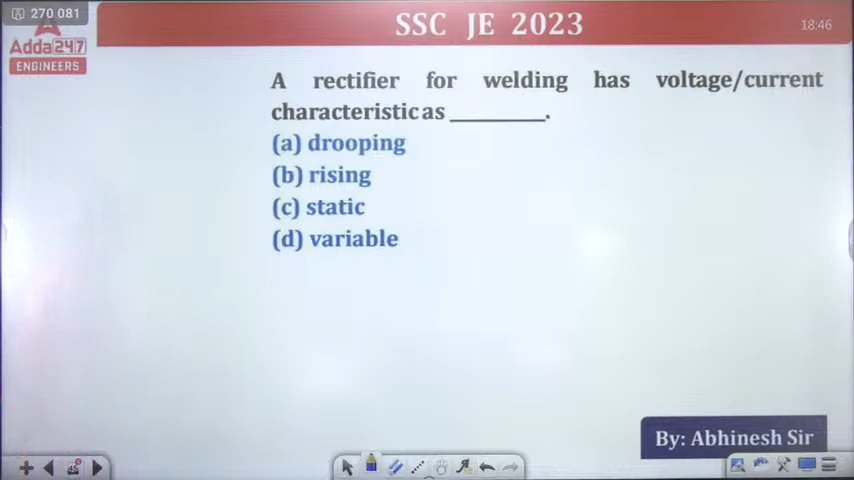 270 081
SSC JE 2023
18:46
Adda247
ENGINEERS
A rectifier for welding has voltage/current
characteristic as ________.
(a) drooping
(b) rising
(c) static
(d) variable
By: Abhinesh Sir